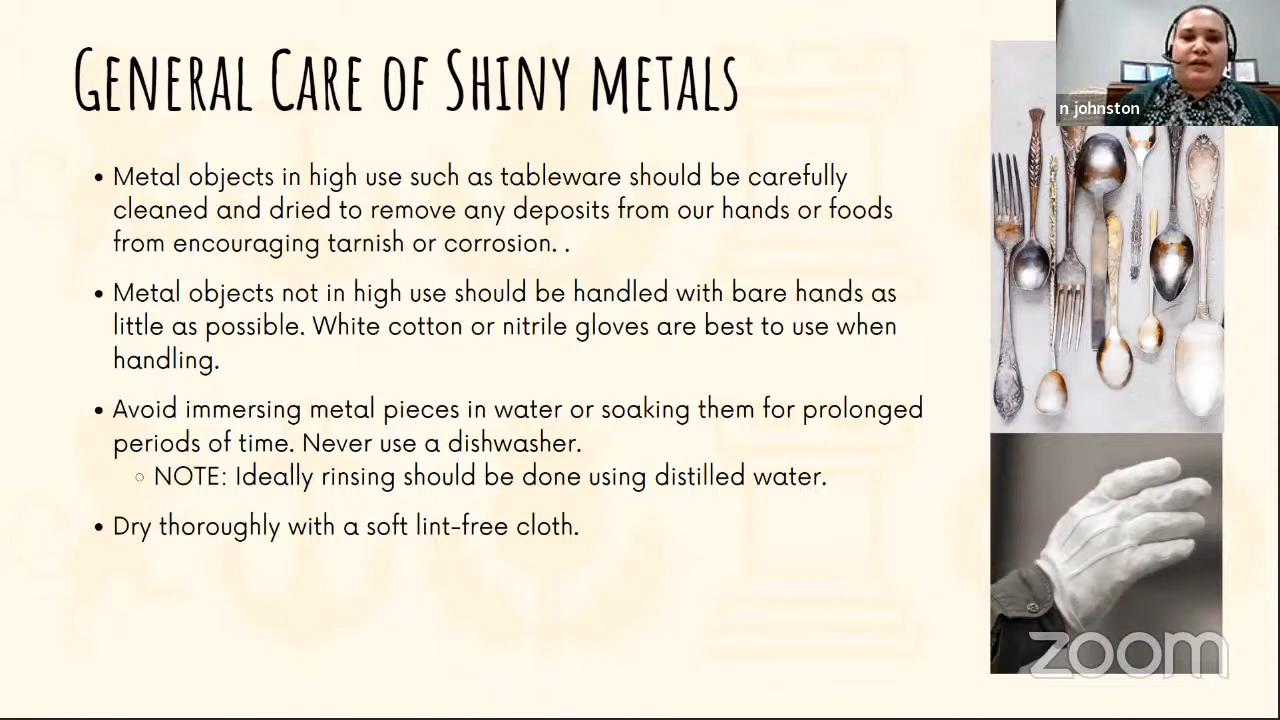 General Care of Shiny metals
n johnston
• Metal objects in high use such as tableware should be carefully
cleaned and dried to remove any deposits from our hands or foods
from encouraging tarnish or corrosion. .
• Metal objects not in high use should be handled with bare hands as
little as possible. White cotton or nitrile gloves are best to use when
handling.
• Avoid immersing metal pieces in water or soaking them for prolonged
periods of time. Never use a dishwasher.
○ NOTE: Ideally rinsing should be done using distilled water.
• Dry thoroughly with a soft lint-free cloth.
zoom